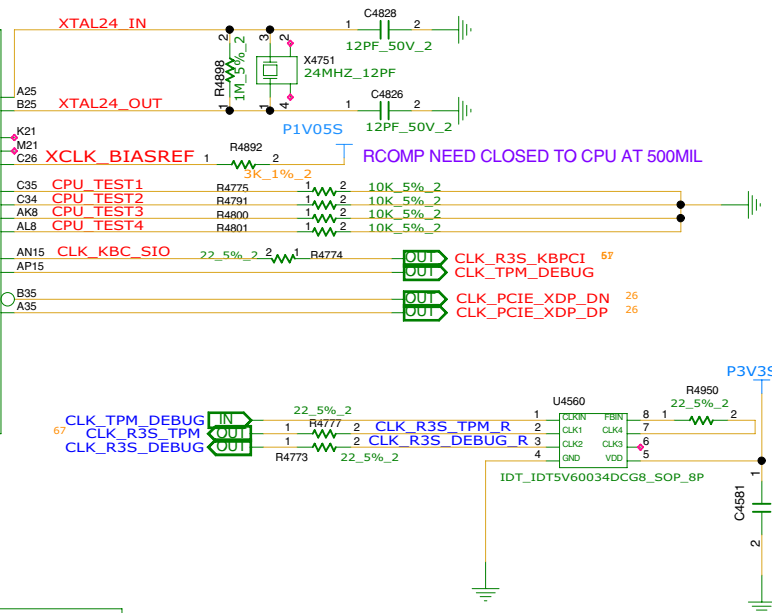 XTAL24_IN
C4828
1 2
12PF_50V_2
2 3 2
R4898
1M_5%_2
X4751
24MHZ_12PF
1 1 4
A25
B25 XTAL24_OUT
C4826
1 2
12PF_50V_2
P1V05S
K21
M21
C26 XCLK_BIASREF 1 R4892 2
3K_1%_2
RCOMP NEED CLOSED TO CPU AT 500MIL
C35 CPU_TEST1 R4775 1 2 10K_5%_2
C34 CPU_TEST2 R4791 1 2 10K_5%_2
AK8 CPU_TEST3 R4800 1 2 10K_5%_2
AL8 CPU_TEST4 R4801 1 2 10K_5%_2
AN15 CLK_KBC_SIO 22_5%_2 2 1 R4774 OUT CLK_R3S_KBPCI
AP15 OUT CLK_TPM_DEBUG
B35 OUT CLK_PCIE_XDP_DN 26
A35 OUT CLK_PCIE_XDP_DP 26
P3V3S
CLK_TPM_DEBUG IN
67 CLK_R3S_TPM OUT 1 R4777 2 CLK_R3S_TPM_R
22_5%_2
CLK_R3S_DEBUG OUT 1 2 CLK_R3S_DEBUG_R
R4773 22_5%_2
U4560
1 CLKIN FBIN 8
2 CLK1 CLK4 7
3 CLK2 CLK3 6
4 GND VDD 5
IDT_IDT5V60034DCG8_SOP_8P
R4950
22_5%_2
1 2
1
C4581
2